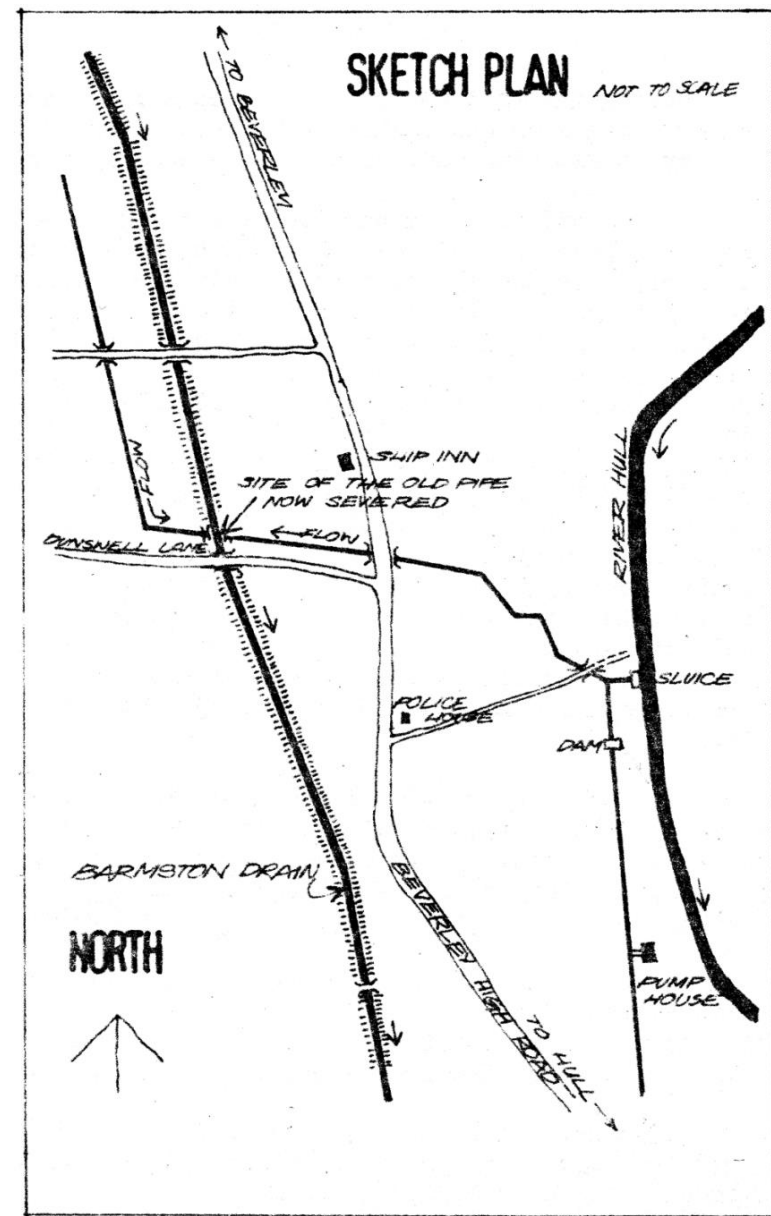 SKETCH PLAN NOT TO SCALE
TO BEVERLEY
RIVER HULL
SHIP INN
SITE OF THE OLD PIPE
NOW SEVERED
FLOW
FLOW
DUNSWELL LANE
SLUICE
POLICE
HOUSE
DAM
BARMSTON DRAIN
BEVERLEY HIGH ROAD
TO HULL
NORTH
PUMP
HOUSE